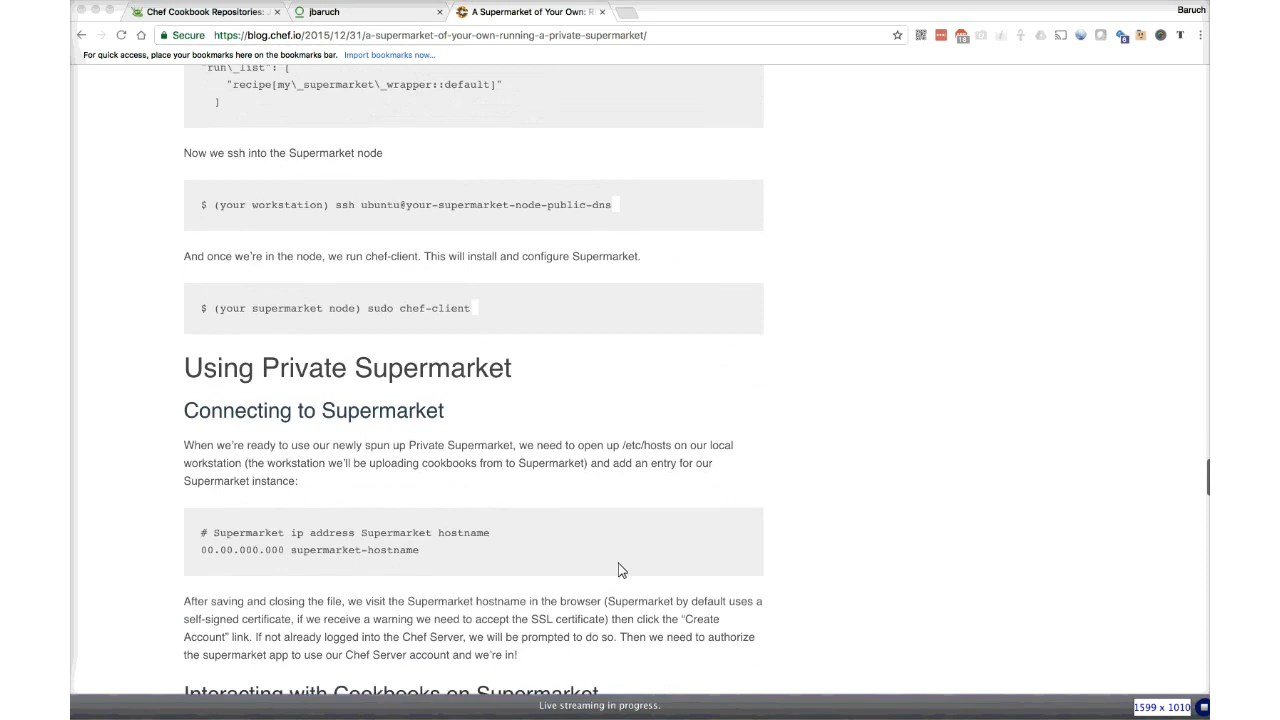 Chef Cookbook Repositories: J
jbaruch
A Supermarket of Your Own: R
Baruch
Secure
https://blog.chef.io/2015/12/31/a-supermarket-of-your-own-running-a-private-supermarket/
For quick access, place your bookmarks here on the bookmarks bar. Import bookmarks now...
"run\_list": [
"recipe[my\_supermarket\_wrapper::default]"
]
Now we ssh into the Supermarket node
$ (your workstation) ssh ubuntu@your-supermarket-node-public-dns
And once we're in the node, we run chef-client. This will install and configure Supermarket.
$ (your supermarket node) sudo chef-client
Using Private Supermarket
Connecting to Supermarket
When we're ready to use our newly spun up Private Supermarket, we need to open up /etc/hosts on our local
workstation (the workstation we'll be uploading cookbooks from to Supermarket) and add an entry for our
Supermarket instance:
# Supermarket ip address Supermarket hostname
00.00.000.000 supermarket-hostname
After saving and closing the file, we visit the Supermarket hostname in the browser (Supermarket by default uses a
self-signed certificate, if we receive a warning we need to accept the SSL certificate) then click the "Create
Account" link. If not already logged into the Chef Server, we will be prompted to do so. Then we need to authorize
the supermarket app to use our Chef Server account and we're in!
Interacting with Cookbooks on Supermarket
Live streaming in progress.
1599 x 1010